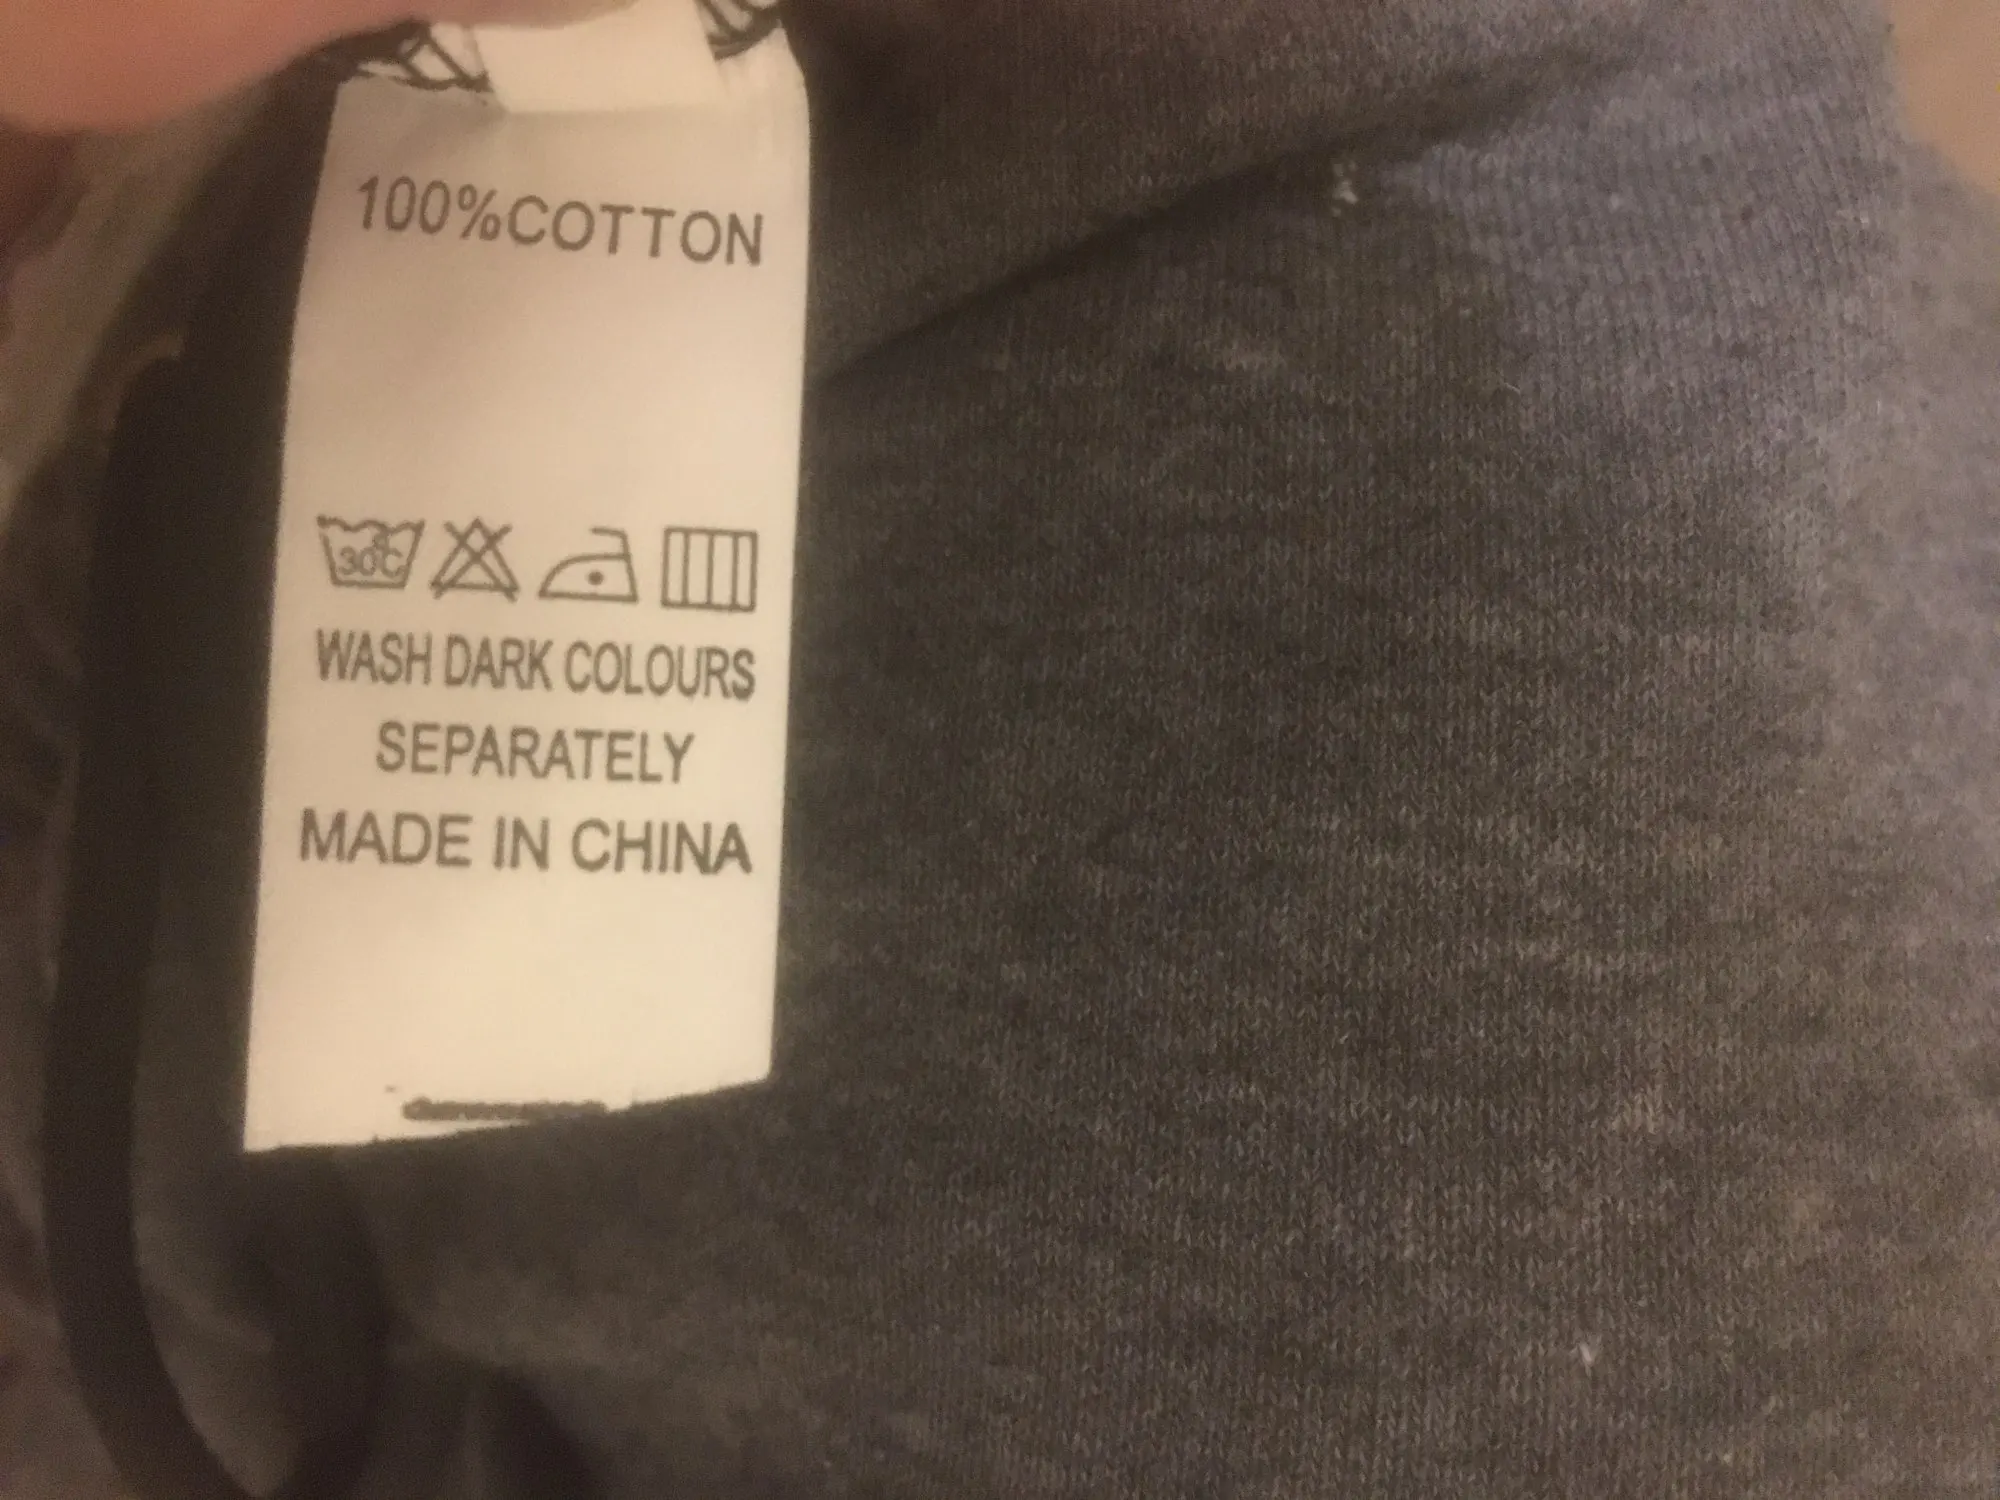 100%COTTON
30°C
WASH DARK COLOURS
SEPARATELY
MADE IN CHINA